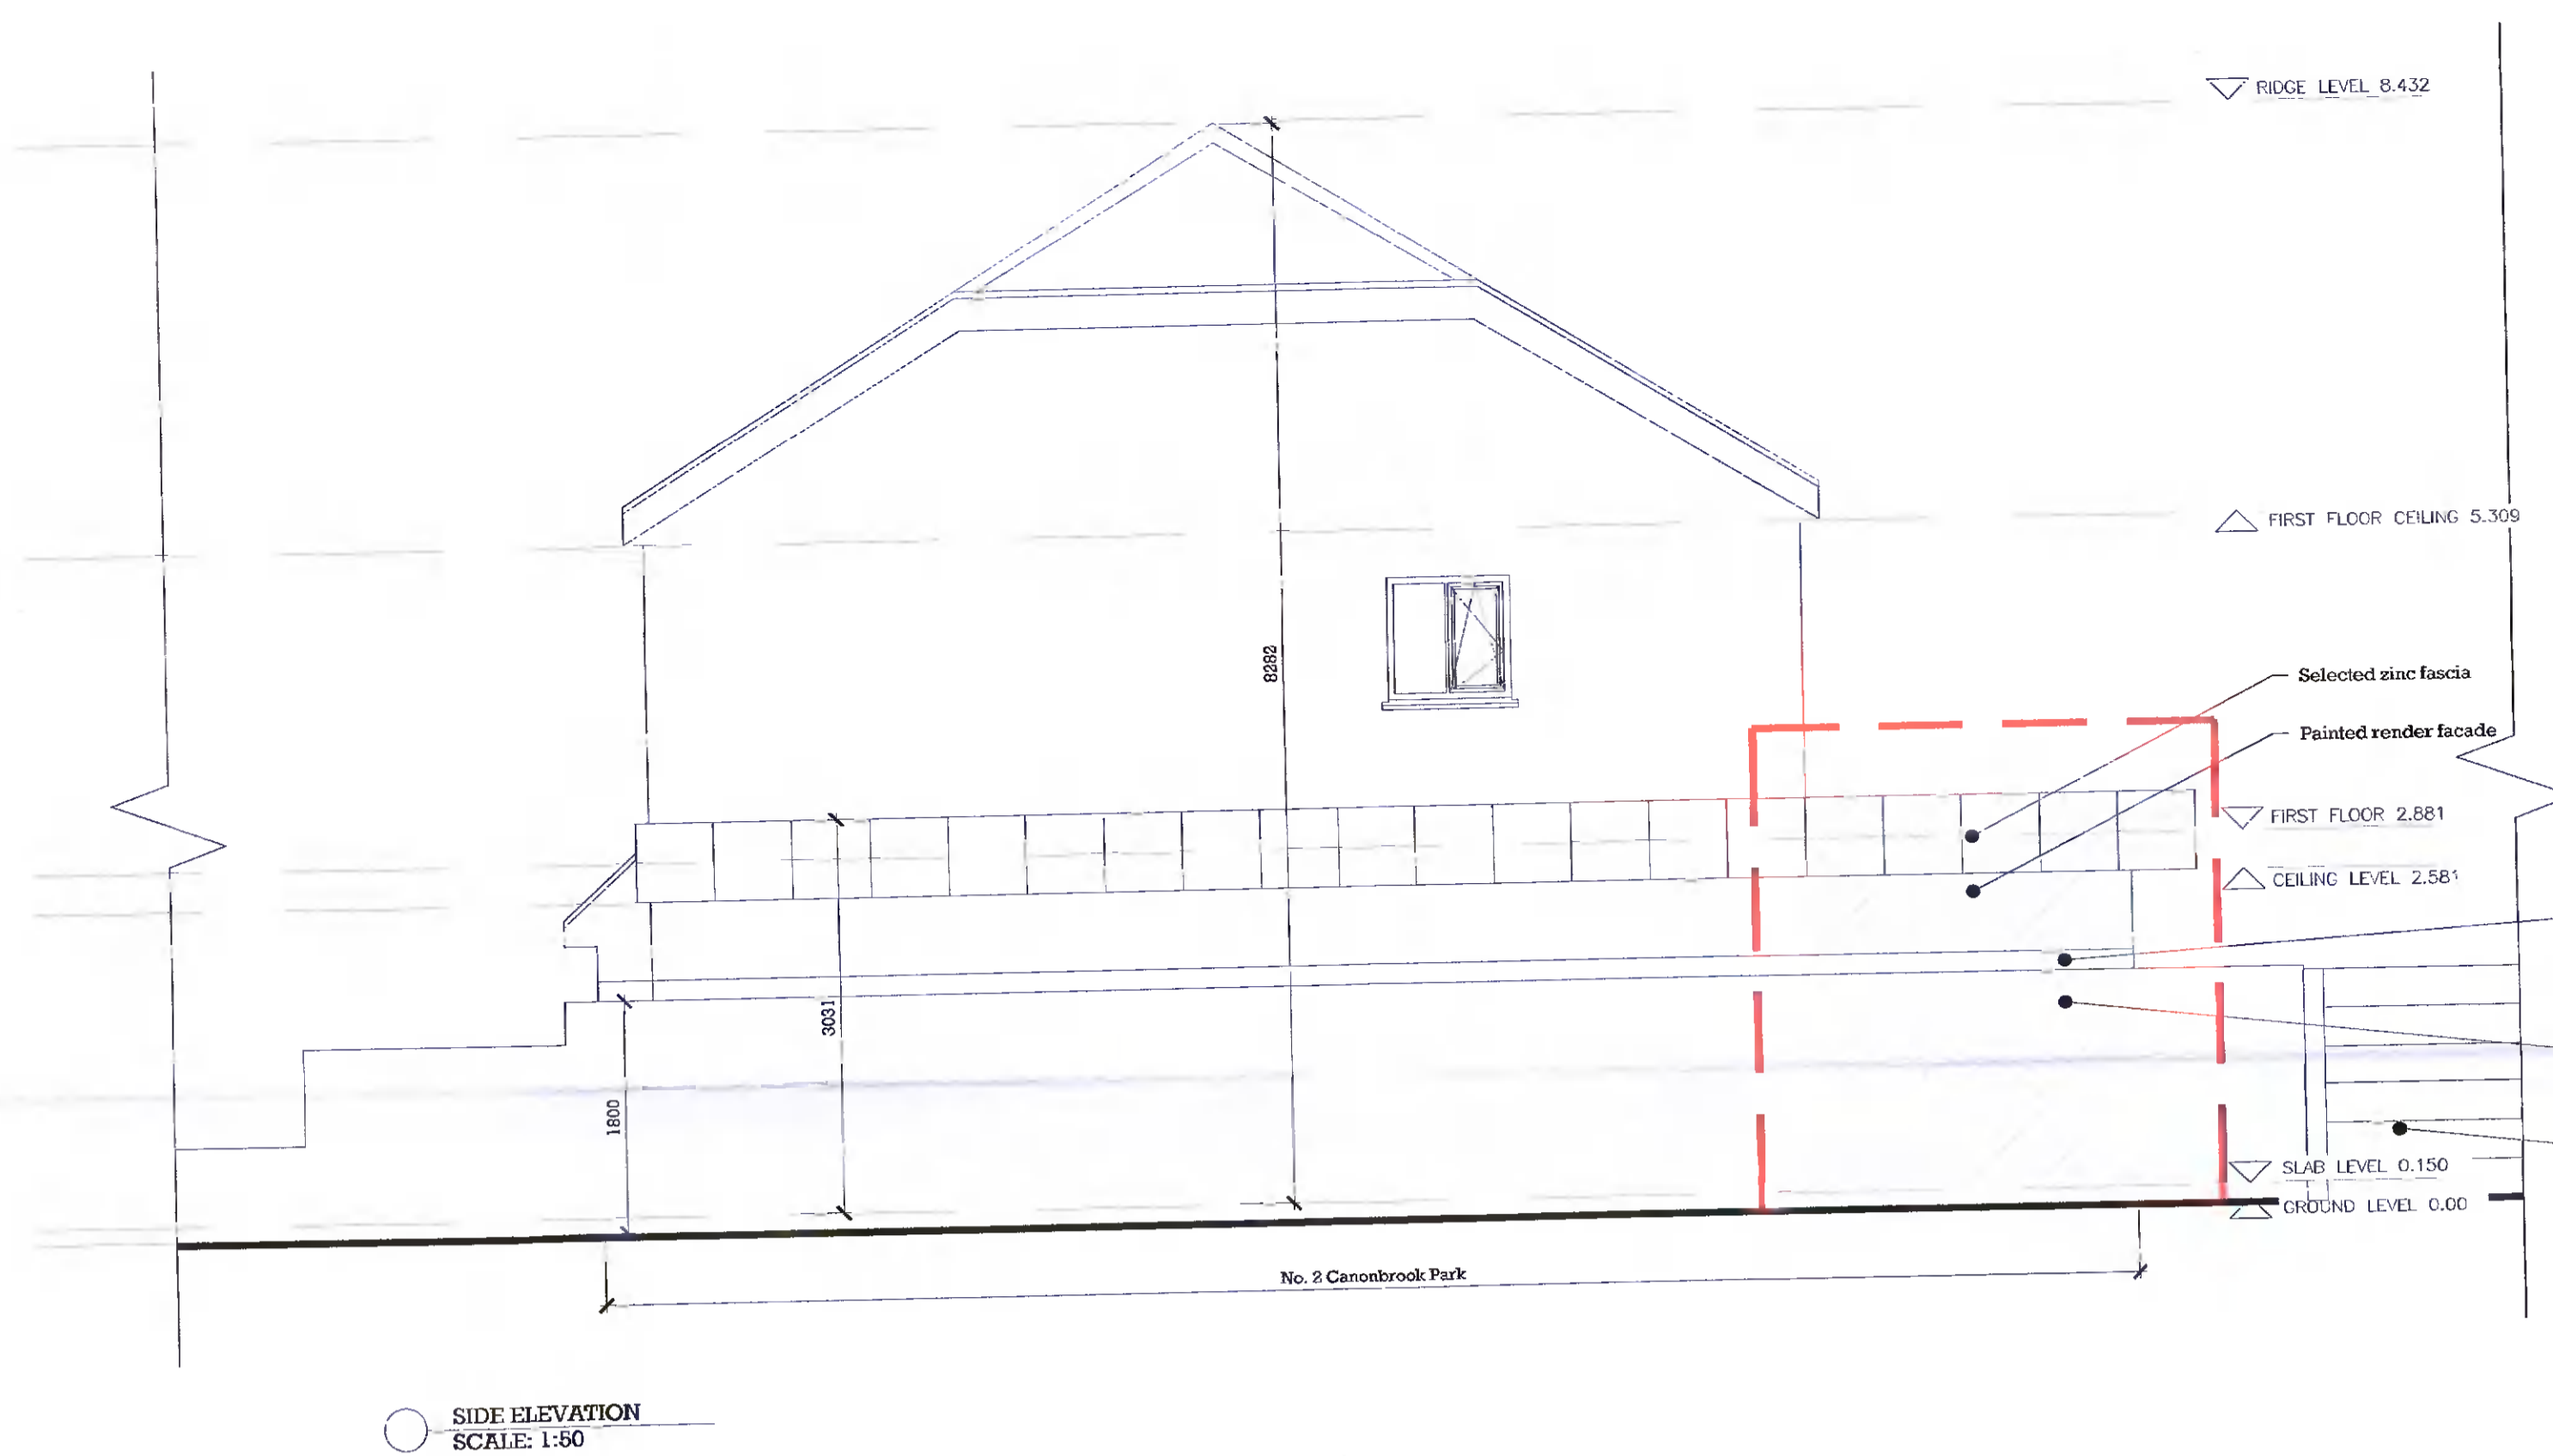 RIDGE LEVEL 8.432
FIRST FLOOR CEILING 5.309
8282
Selected zinc fascia
Painted render facade
FIRST FLOOR 2.881
CEILING LEVEL 2.581
3031
1800
SLAB LEVEL 0.150
GROUND LEVEL 0.00
No. 2 Canonbrook Park
SIDE ELEVATION
SCALE: 1:50